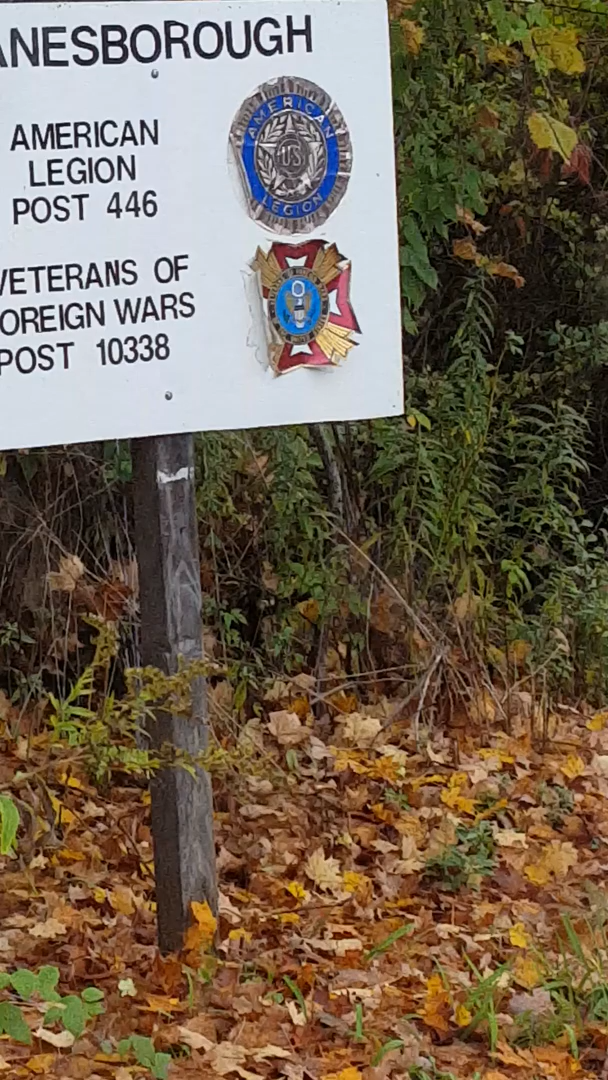 ANESBOROUGH
AMERICAN
LEGION
POST 446
AMERICAN
US
LEGION
VETERANS OF
OREIGN WARS
POST 10338